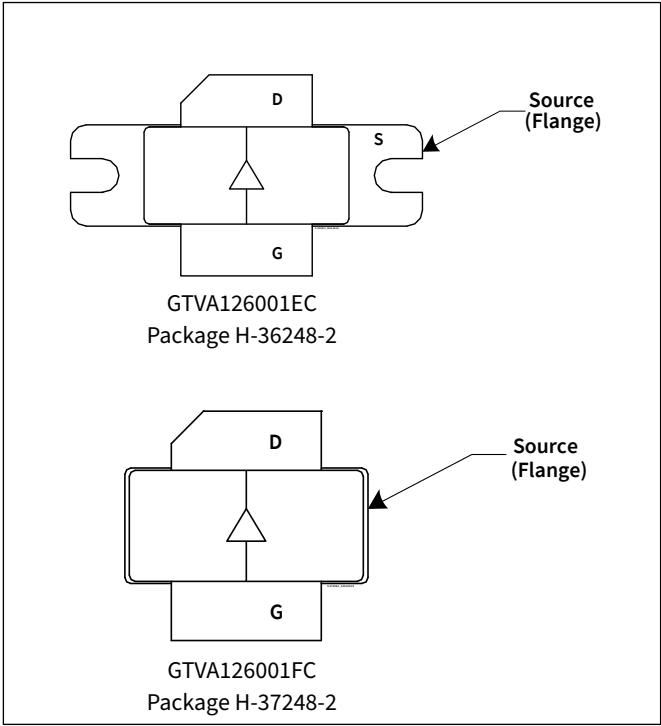 D
Source
(Flange)
S
G
GTVA126001EC
Package H-36248-2
D
Source
(Flange)
G
GTVA126001FC
Package H-37248-2